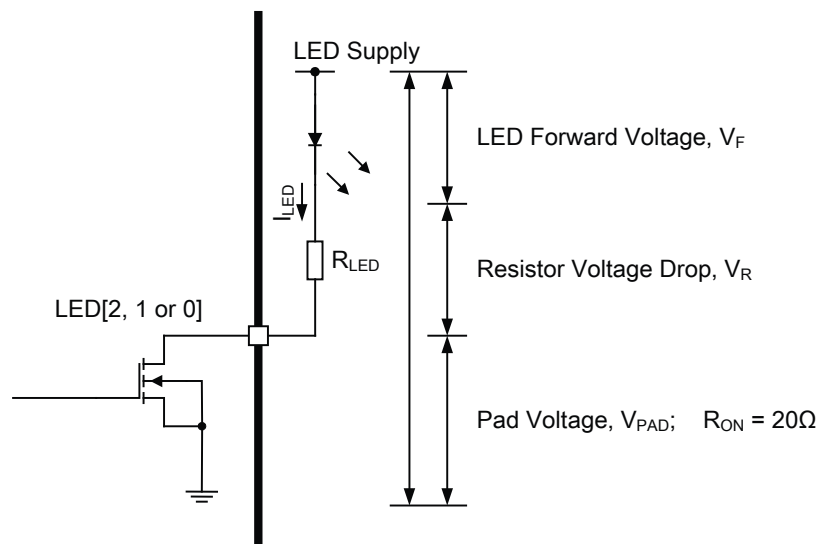 LED Supply
LED Forward Voltage, VF
ILED
RLED
Resistor Voltage Drop, VR
LED[2, 1 or 0]
Pad Voltage, VPAD; RON = 20Ω